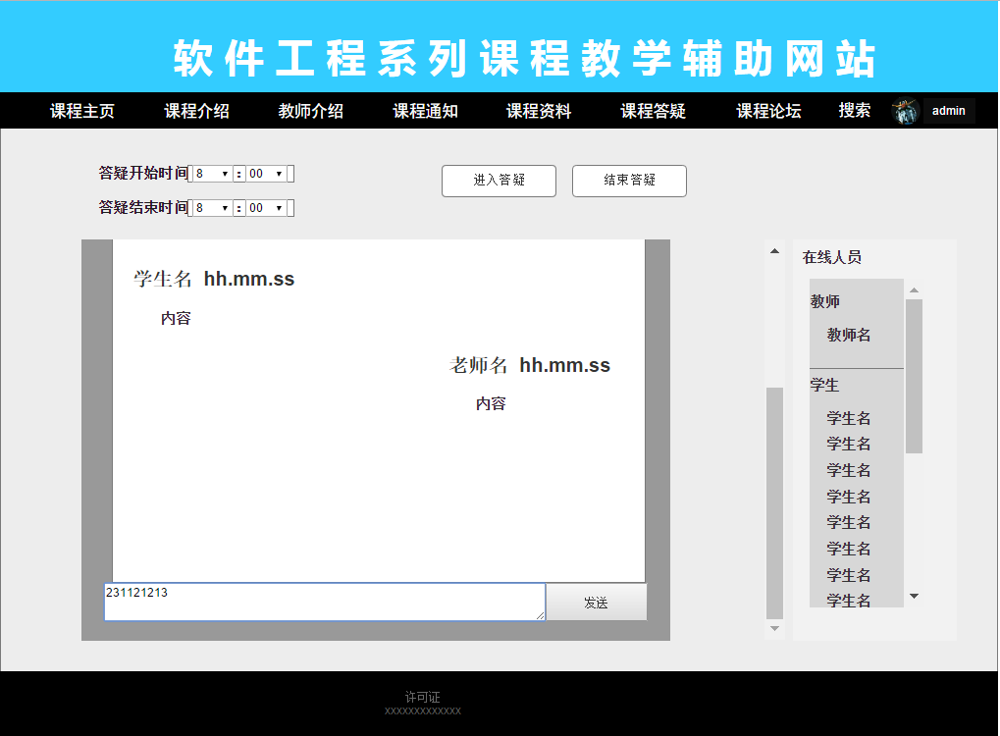 软件工程系列课程教学辅助网站
课程主页 课程介绍 教师介绍 课程通知 课程资料 课程答疑 课程论坛 搜索 admin
答疑开始时间 8 : 00
进入答疑 结束答疑
答疑结束时间 8 : 00
学生名 hh.mm.ss
内容
老师名 hh.mm.ss
内容
231121213
发送
在线人员
教师
教师名
学生
学生名
学生名
学生名
学生名
学生名
学生名
学生名
学生名
许可证
xxxxxxxxxxxxx